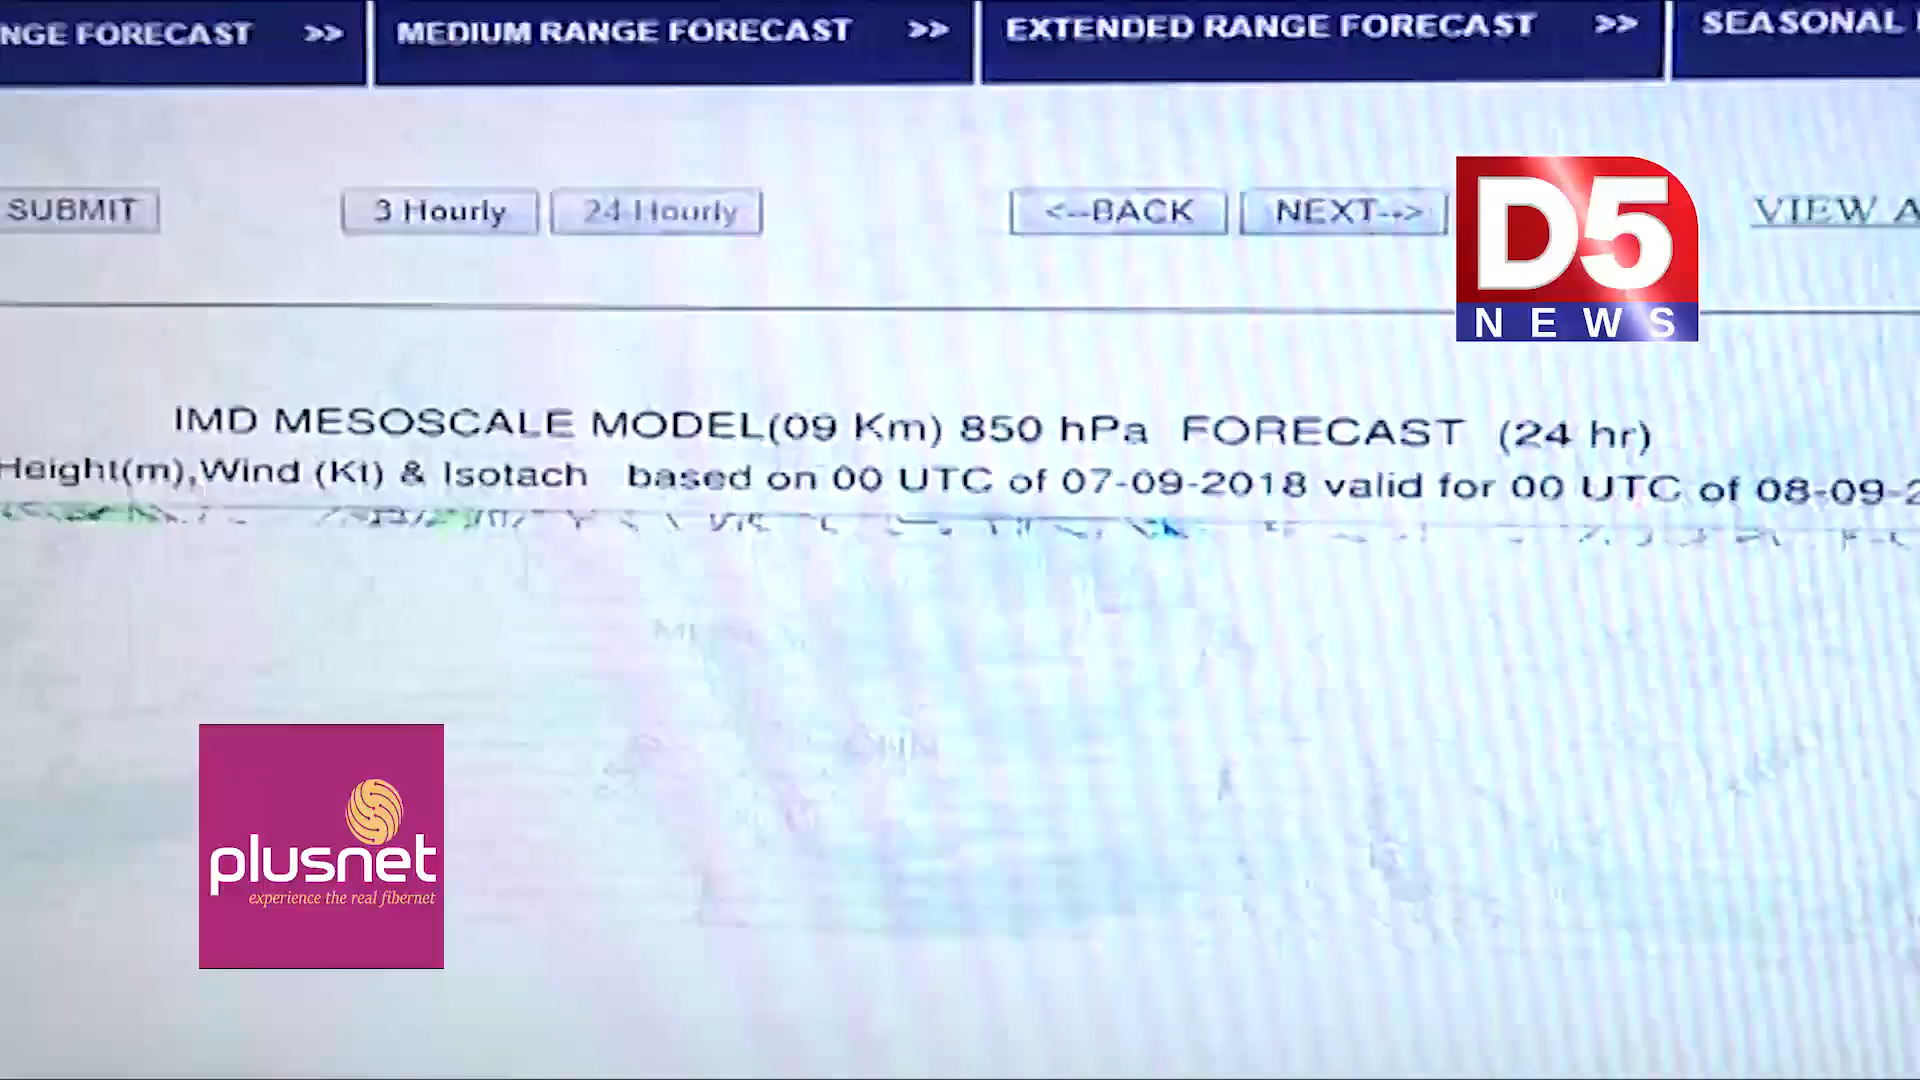 NGE FORECAST >> MEDIUM RANGE FORECAST >> EXTENDED RANGE FORECAST >> SEASONAL
SUBMIT 3 Hourly 24 Hourly <--BACK NEXT--> VIEW A
D5
NEWS
IMD MESOSCALE MODEL(09 Km) 850 hPa FORECAST (24 hr)
Height(m),Wind (Kt) & Isotach based on 00 UTC of 07-09-2018 valid for 00 UTC of 08-09-2
plusnet
experience the real fibernet